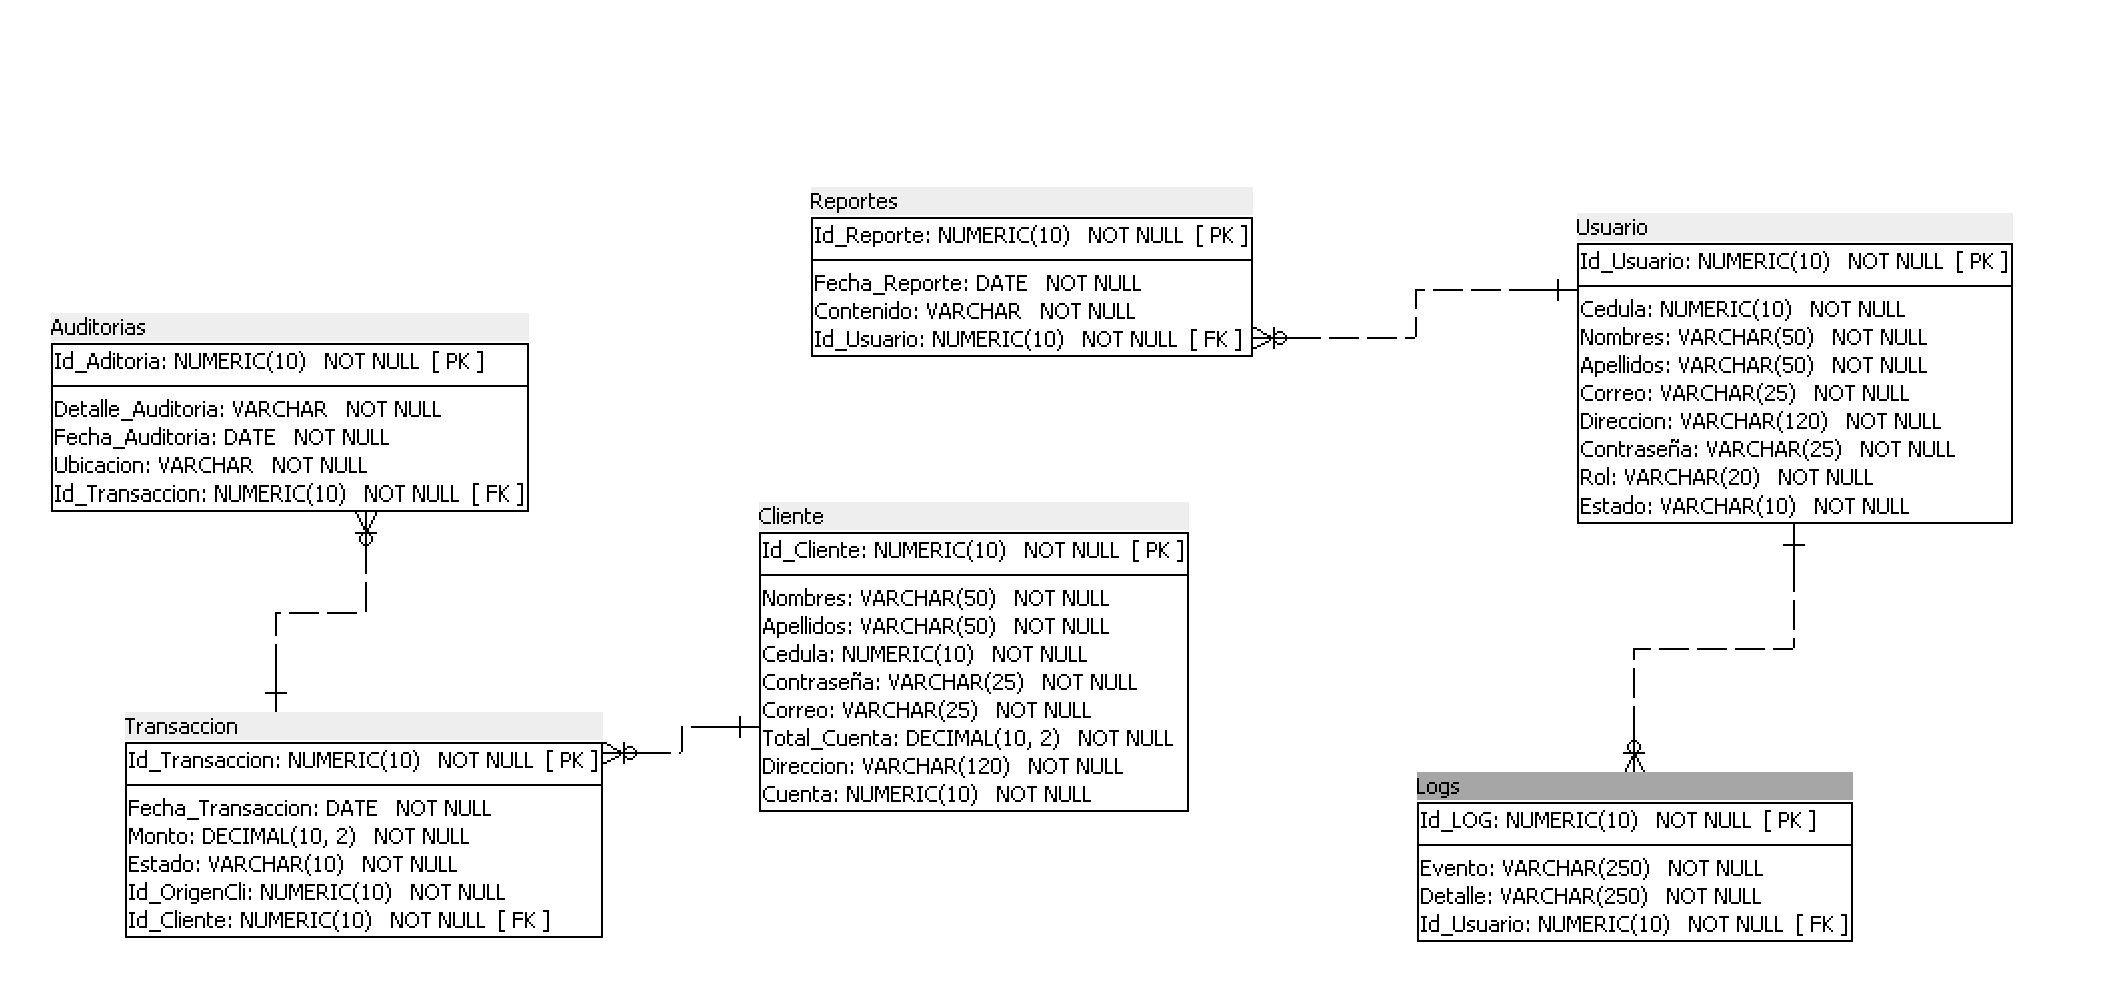 Reportes
Id_Reporte: NUMERIC(10) NOT NULL [ PK ]
Fecha_Reporte: DATE NOT NULL
Contenido: VARCHAR NOT NULL
Id_Usuario: NUMERIC(10) NOT NULL [ FK ]
Usuario
Id_Usuario: NUMERIC(10) NOT NULL [ PK ]
Cedula: NUMERIC(10) NOT NULL
Nombres: VARCHAR(50) NOT NULL
Apellidos: VARCHAR(50) NOT NULL
Correo: VARCHAR(25) NOT NULL
Direccion: VARCHAR(120) NOT NULL
Contraseña: VARCHAR(25) NOT NULL
Rol: VARCHAR(20) NOT NULL
Estado: VARCHAR(10) NOT NULL
Auditorias
Id_Aditoria: NUMERIC(10) NOT NULL [ PK ]
Detalle_Auditoria: VARCHAR NOT NULL
Fecha_Auditoria: DATE NOT NULL
Ubicacion: VARCHAR NOT NULL
Id_Transaccion: NUMERIC(10) NOT NULL [ FK ]
Cliente
Id_Cliente: NUMERIC(10) NOT NULL [ PK ]
Nombres: VARCHAR(50) NOT NULL
Apellidos: VARCHAR(50) NOT NULL
Cedula: NUMERIC(10) NOT NULL
Contraseña: VARCHAR(25) NOT NULL
Correo: VARCHAR(25) NOT NULL
Total_Cuenta: DECIMAL(10, 2) NOT NULL
Direccion: VARCHAR(120) NOT NULL
Cuenta: NUMERIC(10) NOT NULL
Transaccion
Id_Transaccion: NUMERIC(10) NOT NULL [ PK ]
Fecha_Transaccion: DATE NOT NULL
Monto: DECIMAL(10, 2) NOT NULL
Estado: VARCHAR(10) NOT NULL
Id_OrigenCli: NUMERIC(10) NOT NULL
Id_Cliente: NUMERIC(10) NOT NULL [ FK ]
Logs
Id_LOG: NUMERIC(10) NOT NULL [ PK ]
Evento: VARCHAR(250) NOT NULL
Detalle: VARCHAR(250) NOT NULL
Id_Usuario: NUMERIC(10) NOT NULL [ FK ]